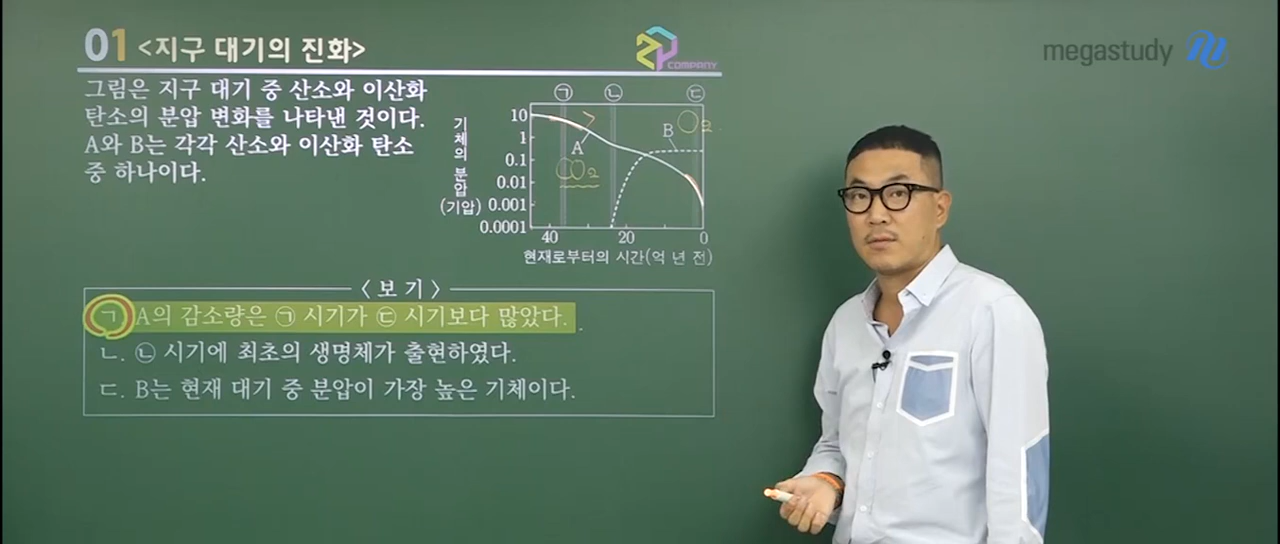 01 <지구 대기의 진화>
ZY COMPANY
megastudy
그림은 지구 대기 중 산소와 이산화
탄소의 분압 변화를 나타낸 것이다.
A와 B는 각각 산소와 이산화 탄소
중 하나이다.
㉠ ㉡ ㉢
기체의 분압(기압)
10
1
0.1
0.01
0.001
0.0001
A
B
O₂
CO₂
40 20 0
현재로부터의 시간(억 년 전)
<보 기>
ㄱ. A의 감소량은 ㉠ 시기가 ㉢ 시기보다 많았다.
ㄴ. ㉡ 시기에 최초의 생명체가 출현하였다.
ㄷ. B는 현재 대기 중 분압이 가장 높은 기체이다.